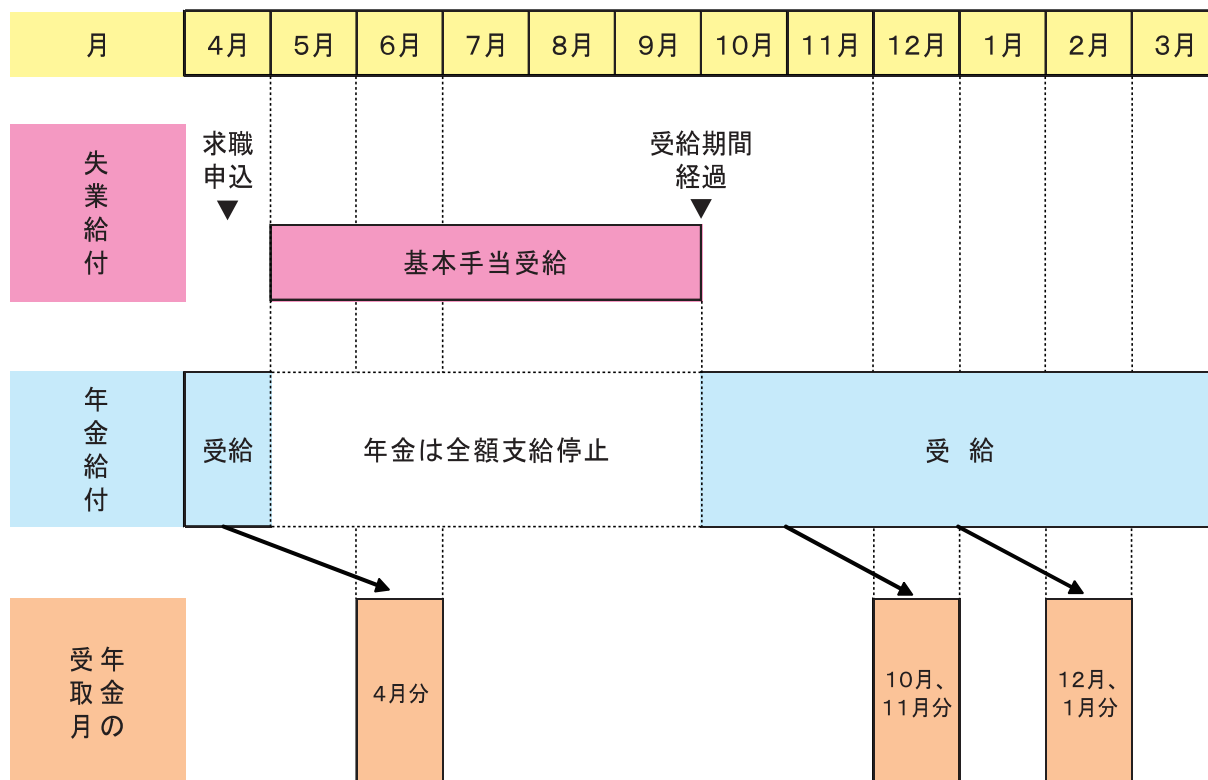 月
4月
5月
6月
7月
8月
9月
10月
11月
12月
1月
2月
3月
失業給付
求職
申込
▼
受給期間
経過
▼
基本手当受給
年金給付
受給
年金は全額支給停止
受 給
年金の
受取月
4月分
10月、
11月分
12月、
1月分